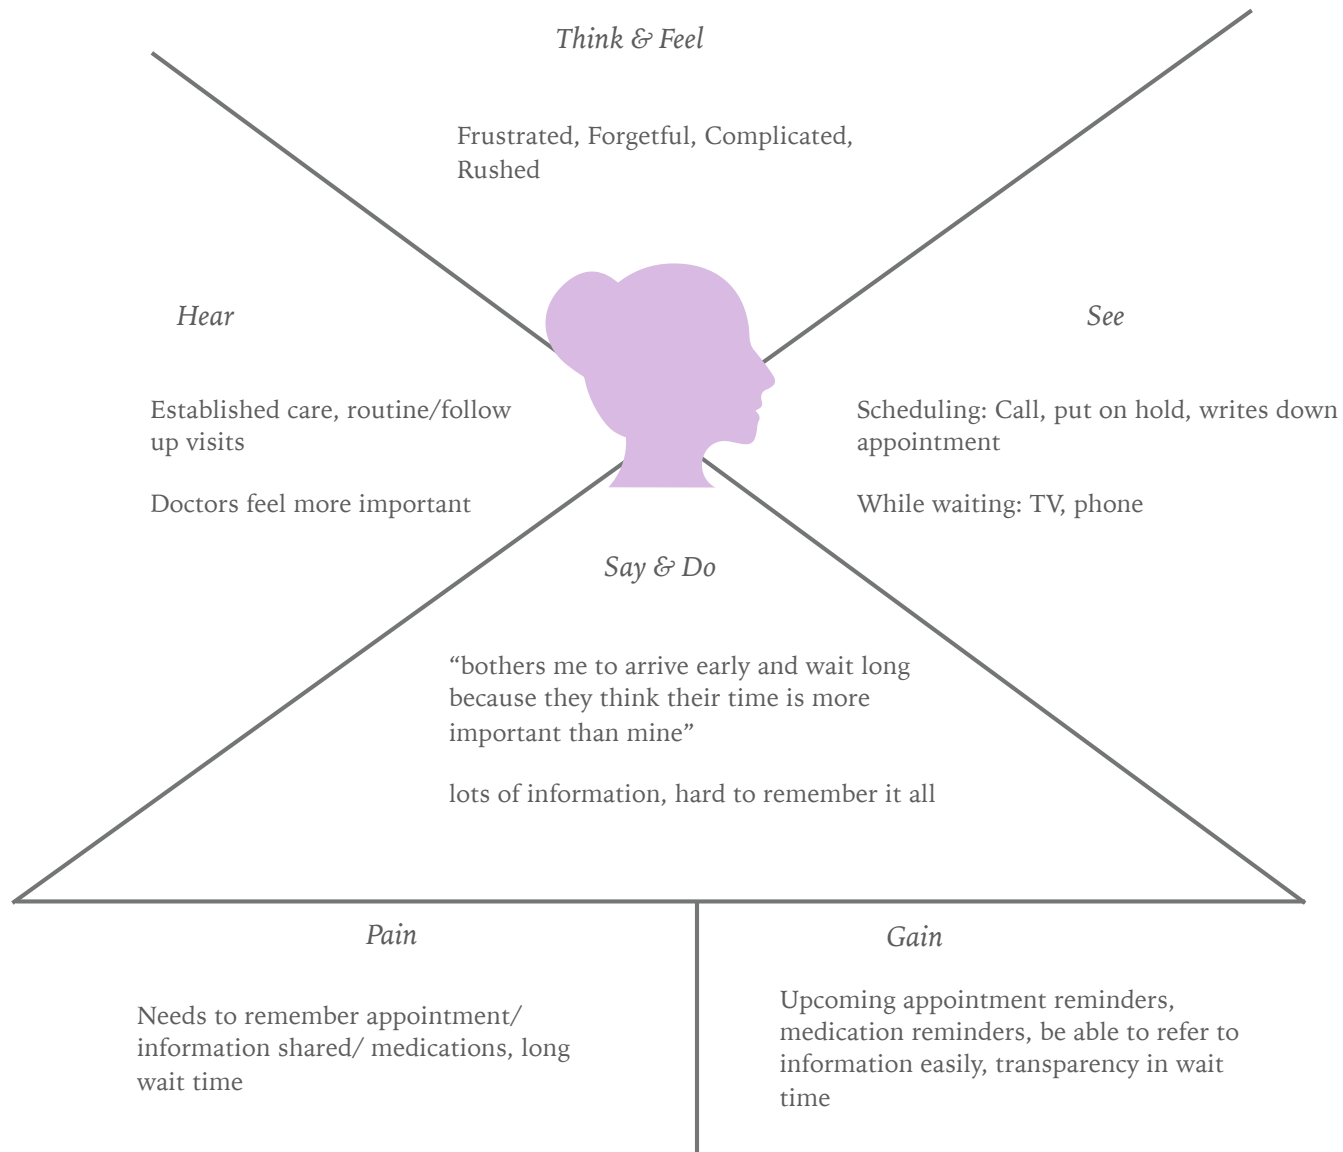 Think & Feel
Frustrated, Forgetful, Complicated,
Rushed
Hear
Established care, routine/follow
up visits
Doctors feel more important
See
Scheduling: Call, put on hold, writes down
appointment
While waiting: TV, phone
Say & Do
“bothers me to arrive early and wait long
because they think their time is more
important than mine”
lots of information, hard to remember it all
Pain
Needs to remember appointment/
information shared/ medications, long
wait time
Gain
Upcoming appointment reminders,
medication reminders, be able to refer to
information easily, transparency in wait
time